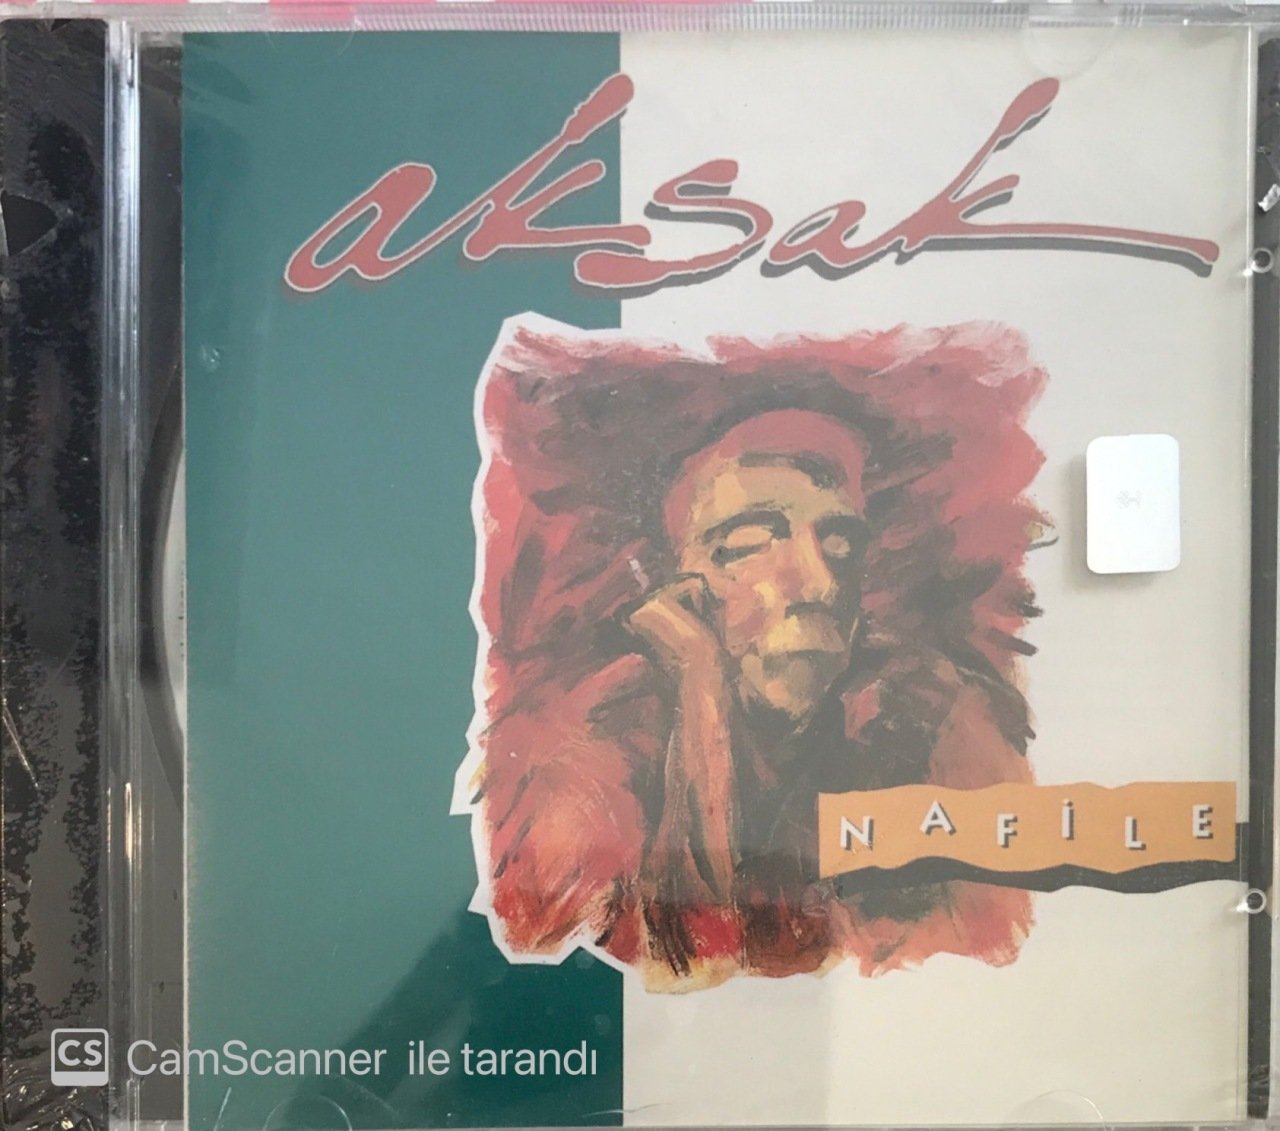 aksak
NAFİLE
CS CamScanner ile tarandı